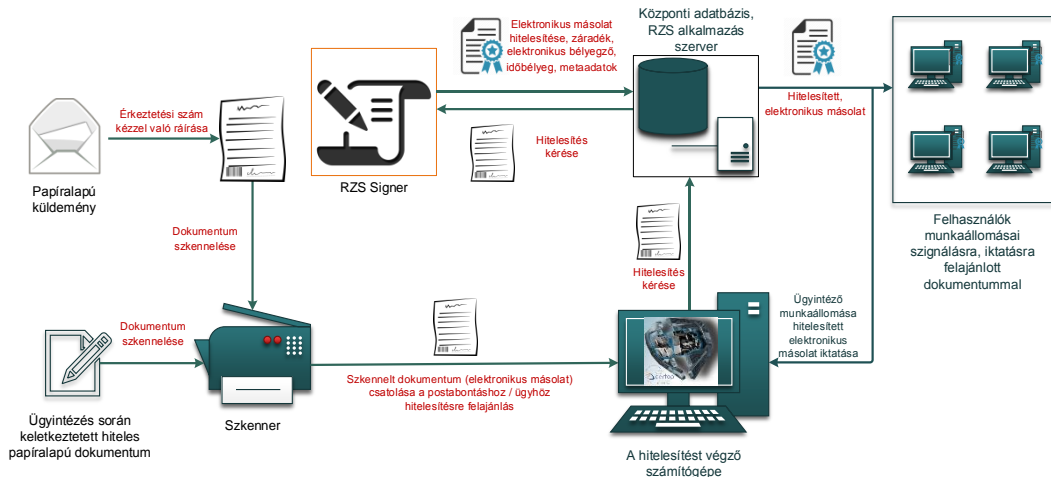 Elektronikus másolat
hitelesítése, záradék,
elektronikus bélyegző,
időbélyeg, metaadatok
Központi adatbázis,
RZS alkalmazás
szerver
Érkeztetési szám
kézzel való ráírása
Hitelesített,
elektronikus másolat
Papíralapú
küldemény
RZS Signer
Hitelesítés
kérése
Felhasználók
munkaállomásai
szignálásra, iktatásra
felajánlott
dokumentummal
Dokumentum
szkennelése
Hitelesítés
kérése
Ügyintéző
munkaállomása
hitelesített
elektronikus
másolat iktatása
Dokumentum
szkennelése
Szkennelt dokumentum (elektronikus másolat)
csatolása a postabontáshoz / ügyhöz
hitelesítésre felajánlás
Ügyintézés során
keletkeztetett hiteles
papíralapú dokumentum
Szkenner
A hitelesítést végző
számítógépe